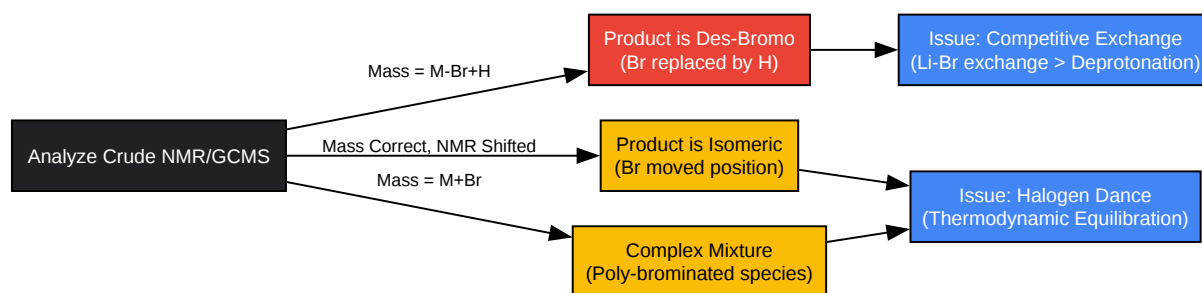 Analyze Crude NMR/GCMS
Mass = M-Br+H
Mass Correct, NMR Shifted
Mass = M+Br
Product is Des-Bromo
(Br replaced by H)
Product is Isomeric
(Br moved position)
Complex Mixture
(Poly-brominated species)
Issue: Competitive Exchange
(Li-Br exchange > Deprotonation)
Issue: Halogen Dance
(Thermodynamic Equilibration)